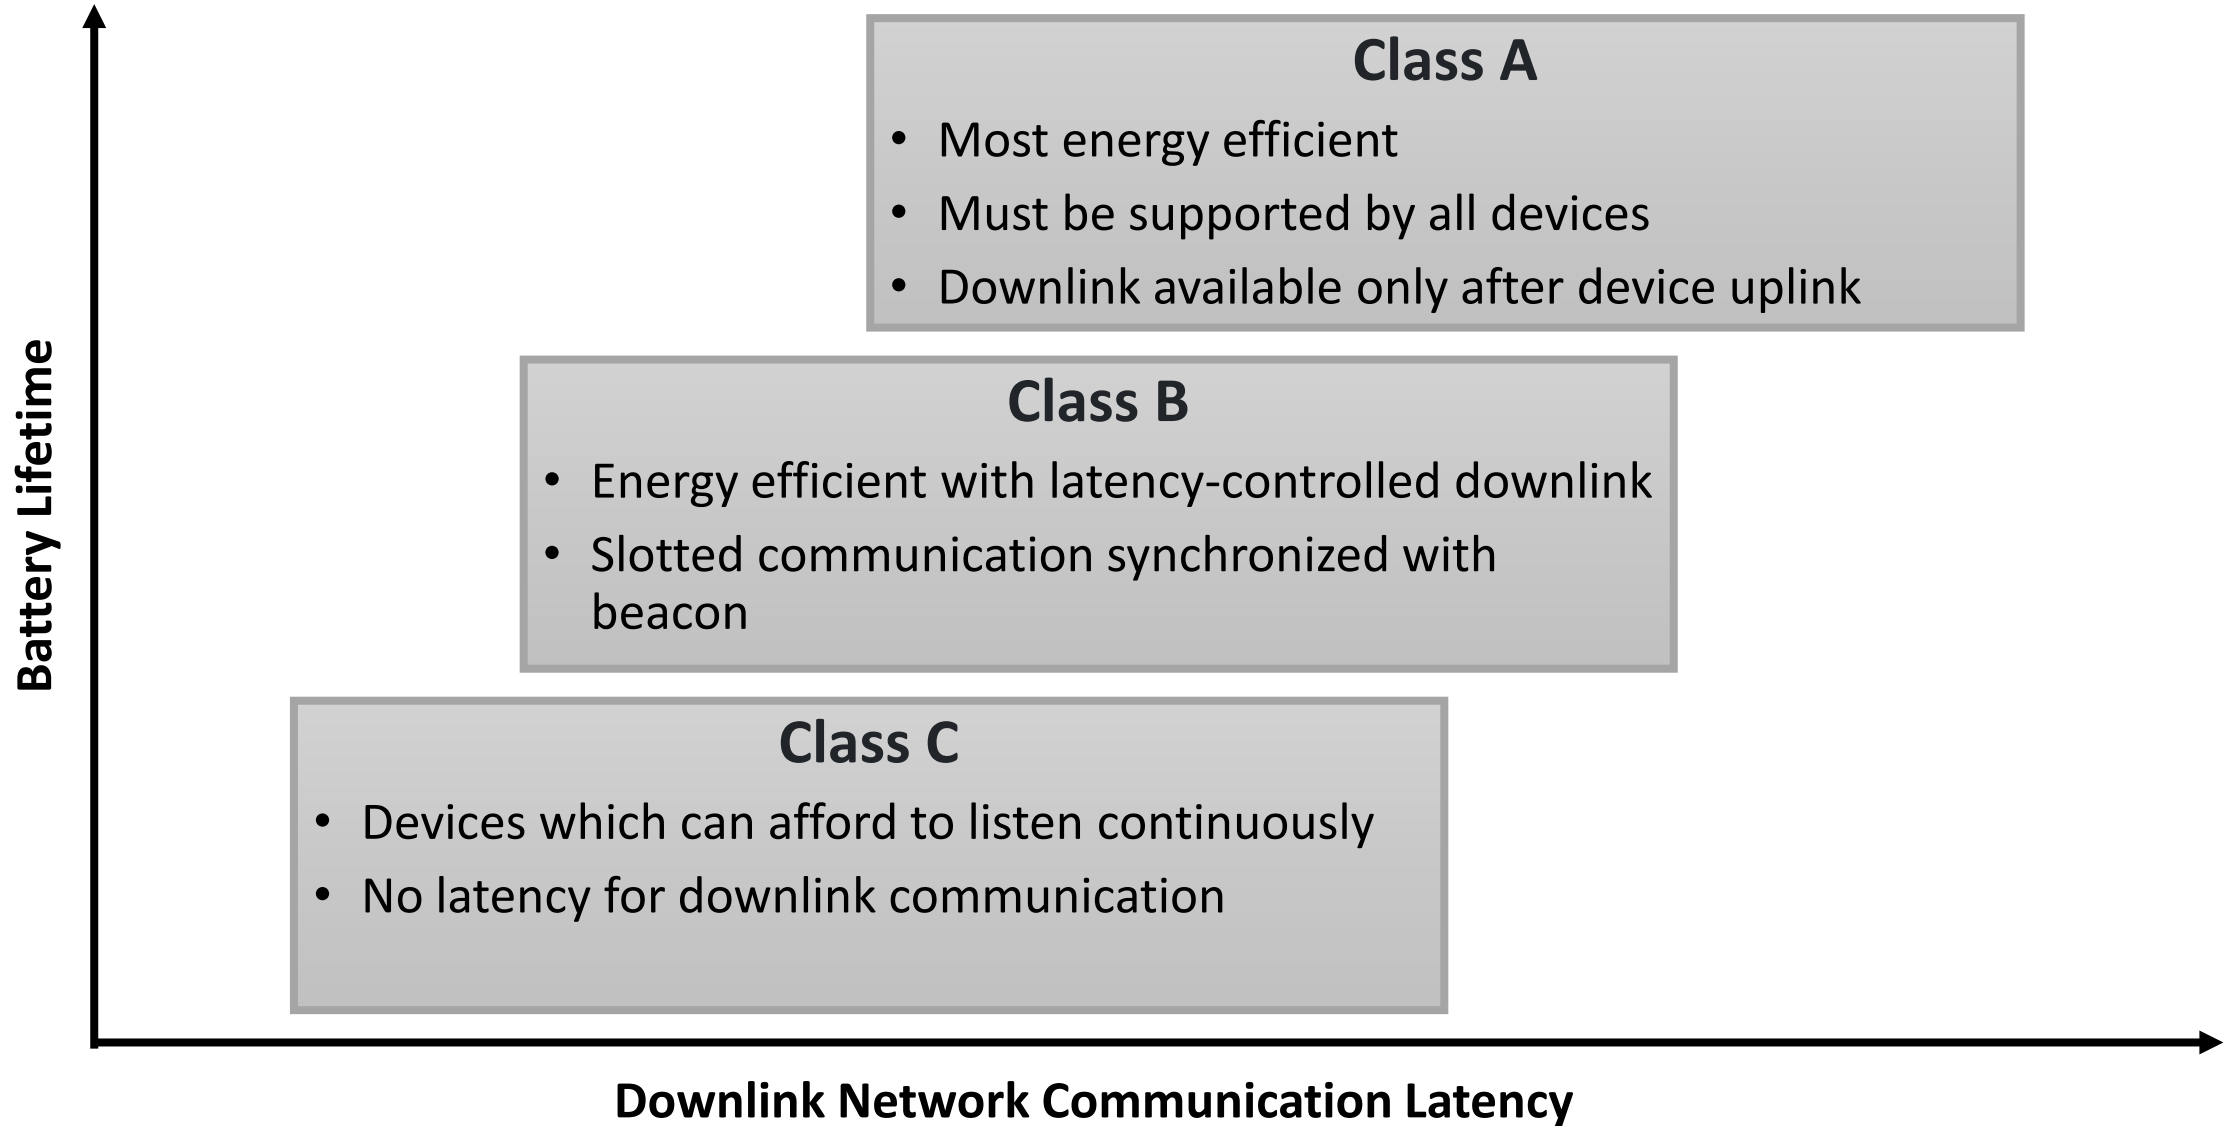 Class A
• Most energy efficient
• Must be supported by all devices
• Downlink available only after device uplink
Class B
• Energy efficient with latency-controlled downlink
• Slotted communication synchronized with
beacon
Class C
• Devices which can afford to listen continuously
• No latency for downlink communication
Battery Lifetime
Downlink Network Communication Latency